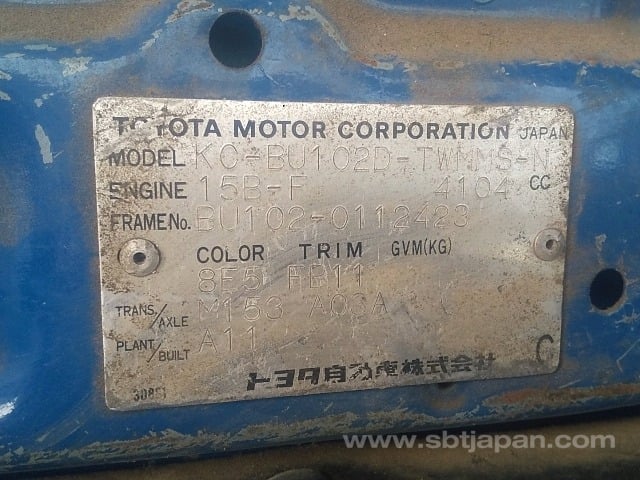 TOYOTA MOTOR CORPORATION JAPAN
MODEL KC-BU102D-TWMMS-N
ENGINE 15B-F 4104 CC
FRAME No. BU102-0112423
COLOR TRIM GVM(KG)
8E5 FB11
TRANS/AXLE M153 A03A
PLANT/BUILT A11
C
トヨタ自動車株式会社
30851
www.sbtjapan.com